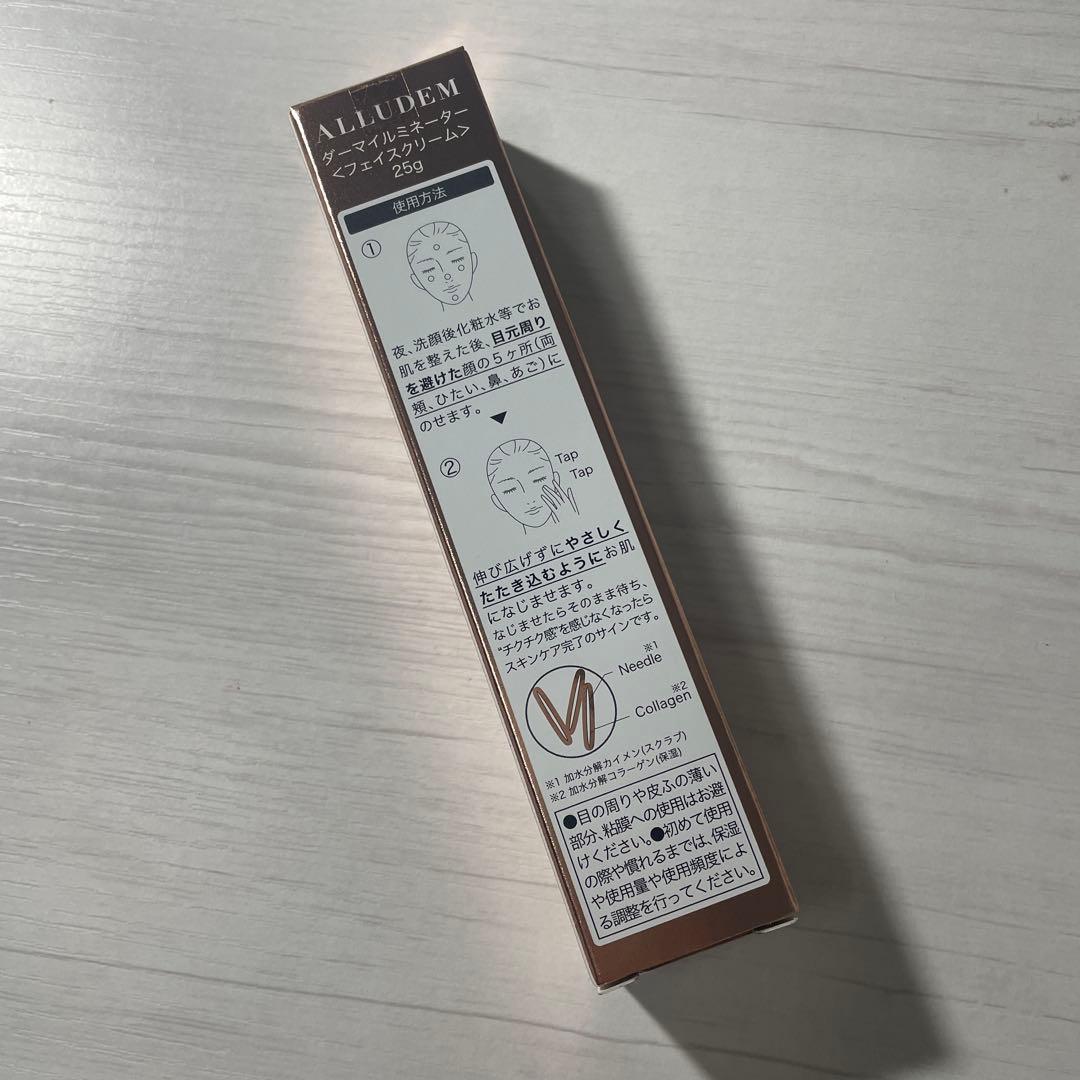 ALLUDEM
ダーマイルミネーター
<フェイスクリーム>
25g
使用方法
①
夜、洗顔後化粧水等でお
肌を整えた後、目元周り
を避けた顔の5ヶ所(両
頬、ひたい、鼻、あご)に
のせます。
②
Tap
Tap
伸び広げずにやさしく
たたき込むようにお肌
になじませます。
なじませたらそのまま待ち、
“チクチク感”を感じなくなったら
スキンケア完了のサインです。
※1
Needle
※2
Collagen
※1 加水分解カイメン(スクラブ)
※2 加水分解コラーゲン(保湿)
●目の周りや皮ふの薄い
部分、粘膜への使用はお避
けください。●初めて使用
の際や慣れるまでは、保湿
や使用量や使用頻度によ
る調整を行ってください。